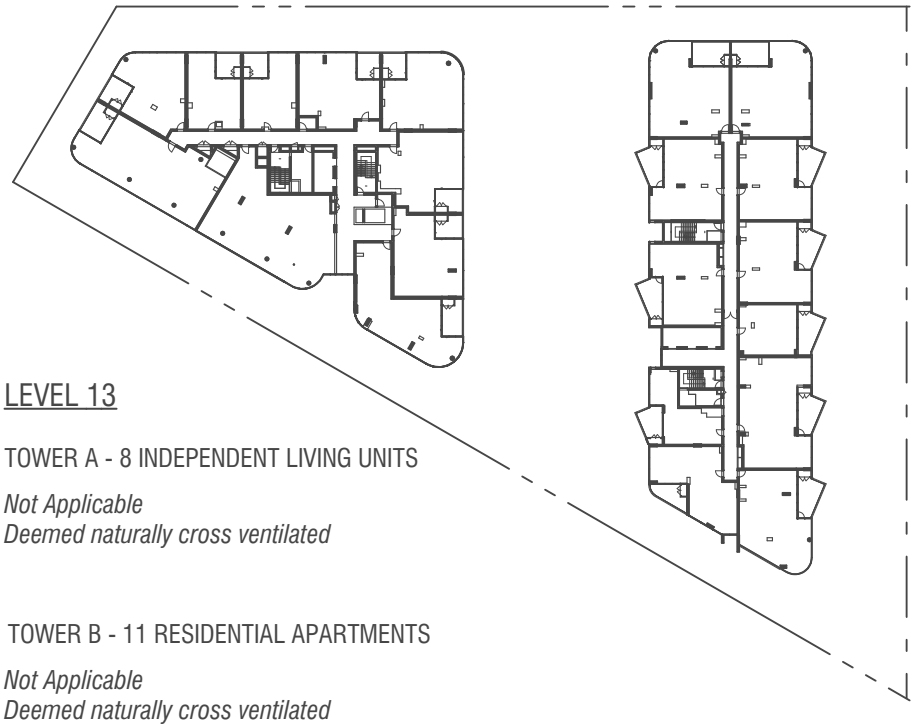 LEVEL 13
TOWER A - 8 INDEPENDENT LIVING UNITS
Not Applicable
Deemed naturally cross ventilated
TOWER B - 11 RESIDENTIAL APARTMENTS
Not Applicable
Deemed naturally cross ventilated